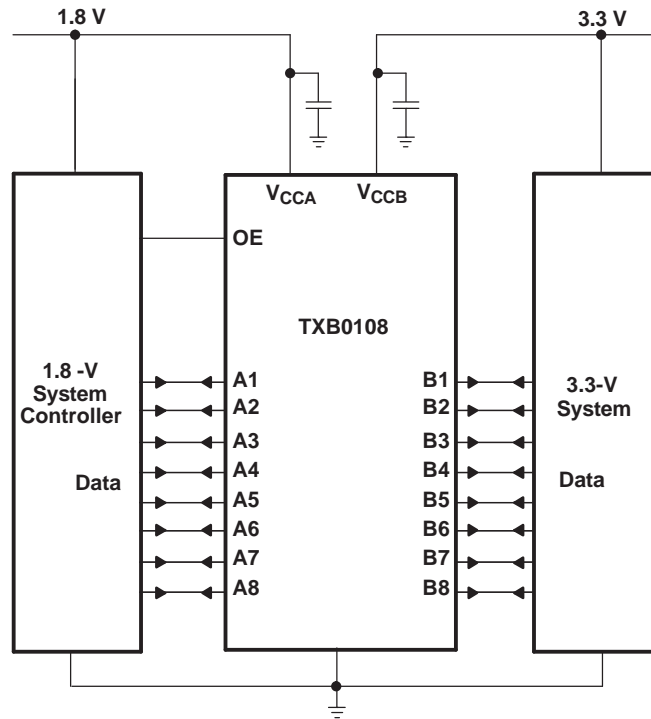 1.8 V
3.3 V
VCCA
VCCB
OE
TXB0108
1.8 -V
System
Controller
Data
A1
A2
A3
A4
A5
A6
A7
A8
B1
B2
B3
B4
B5
B6
B7
B8
3.3-V
System
Data